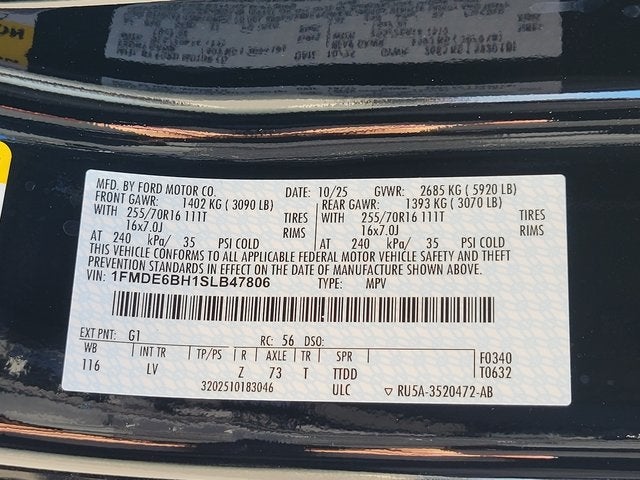 MFD. BY FORD MOTOR CO. DATE: 10/25 GVWR: 2685 KG ( 5920 LB)
FRONT GAWR: 1402 KG ( 3090 LB) REAR GAWR: 1393 KG ( 3070 LB)
WITH 255/70R16 111T TIRES WITH 255/70R16 111T TIRES
16x7.0J RIMS 16x7.0J RIMS
AT 240 kPa/ 35 PSI COLD AT 240 kPa/ 35 PSI COLD
THIS VEHICLE CONFORMS TO ALL APPLICABLE FEDERAL MOTOR VEHICLE SAFETY AND THEFT
PREVENTION STANDARDS IN EFFECT ON THE DATE OF MANUFACTURE SHOWN ABOVE.
VIN: 1FMDE6BH1SLB47806 TYPE: MPV
EXT PNT: G1 RC: 56 DSO:
WB INT TR TP/PS R AXLE TR SPR F0340
116 LV Z 73 T TTDD T0632
3202510183046 ULC ▽ RU5A-3520472-AB